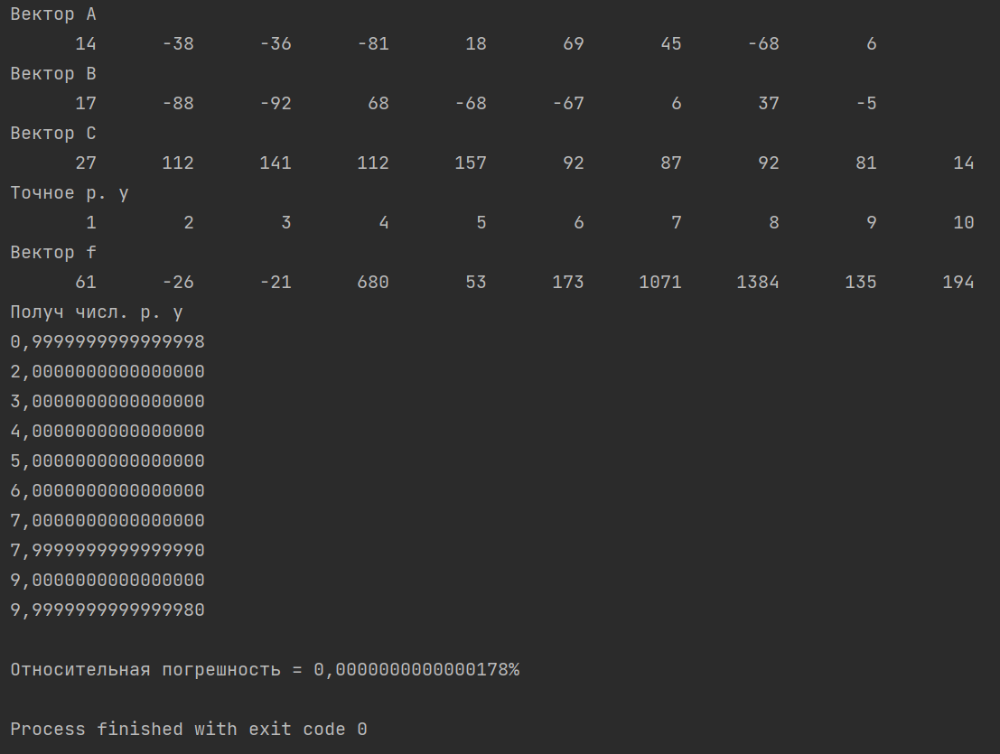 Вектор A
14 -38 -36 -81 18 69 45 -68 6
Вектор B
17 -88 -92 68 -68 -67 6 37 -5
Вектор C
27 112 141 112 157 92 87 92 81 14
Точное р. y
1 2 3 4 5 6 7 8 9 10
Вектор f
61 -26 -21 680 53 173 1071 1384 135 194
Получ числ. р. y
0,9999999999999998
2,0000000000000000
3,0000000000000000
4,0000000000000000
5,0000000000000000
6,0000000000000000
7,0000000000000000
7,9999999999999990
9,0000000000000000
9,9999999999999980
Относительная погрешность = 0,0000000000000178%
Process finished with exit code 0